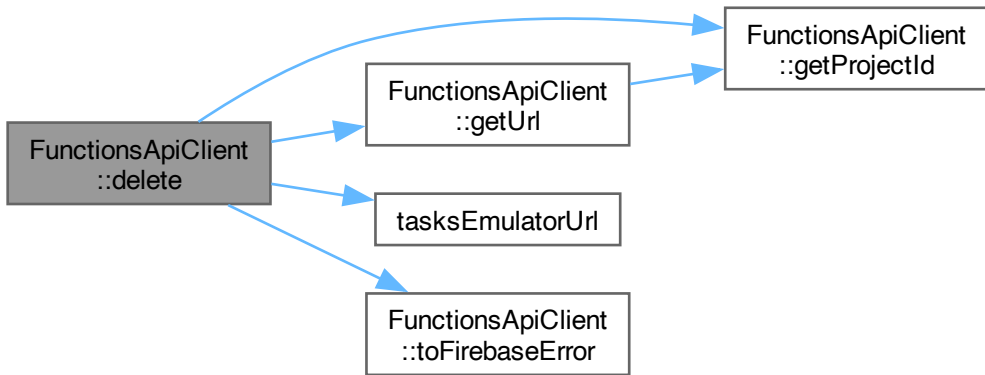 FunctionsApiClient
::delete
FunctionsApiClient
::getUrl
FunctionsApiClient
::getProjectId
tasksEmulatorUrl
FunctionsApiClient
::toFirebaseError